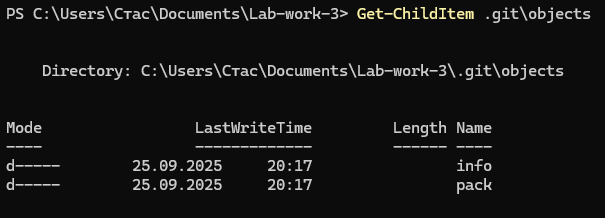 PS C:\Users\Стас\Documents\Lab-work-3> Get-ChildItem .git\objects
Directory: C:\Users\Стас\Documents\Lab-work-3\.git\objects
Mode LastWriteTime Length Name
---- ------------- ------ ----
d----- 25.09.2025 20:17 info
d----- 25.09.2025 20:17 pack